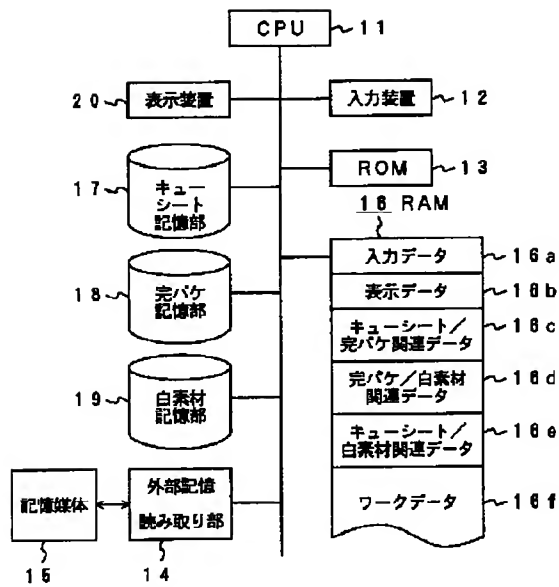 CPU
11
20
表示装置
入力装置
12
17
キュー
シート
記憶部
ROM
13
16 RAM
入力データ
16a
18
完パケ
記憶部
表示データ
16b
キューシート/
完パケ関連データ
16c
19
白素材
記憶部
完パケ/白素材
関連データ
16d
キューシート/
白素材関連データ
16e
記憶媒体
15
外部記憶
読み取り部
14
ワークデータ
16f